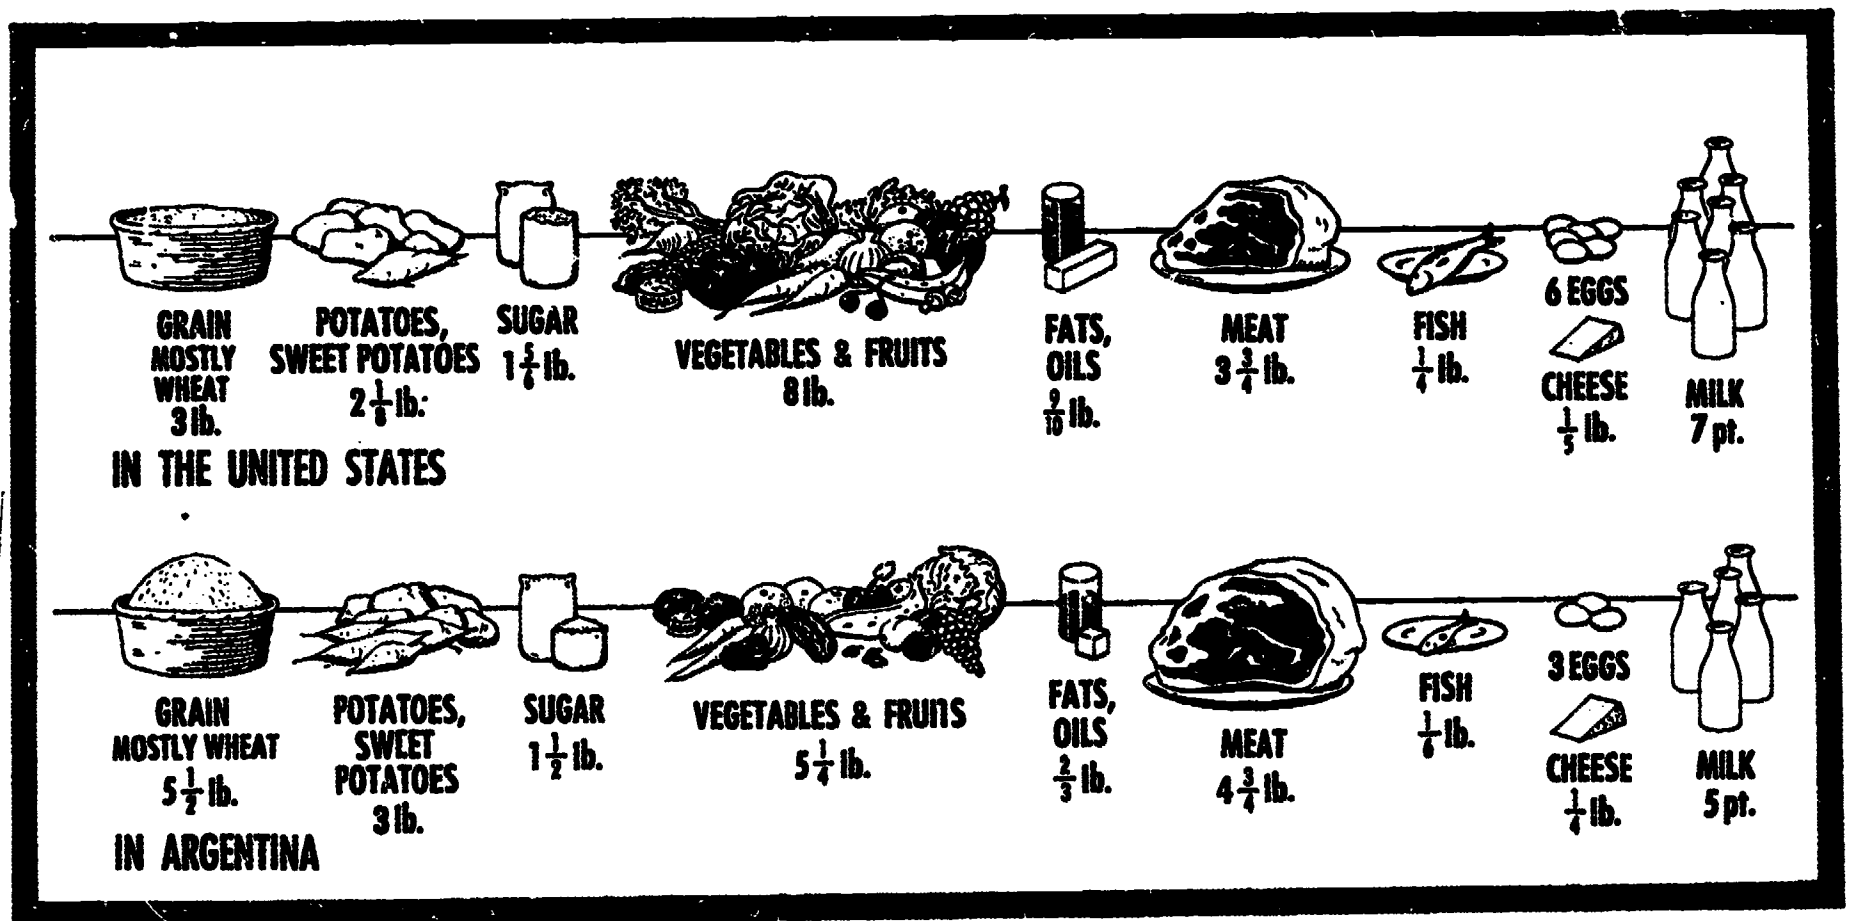 GRAIN
MOSTLY
WHEAT
3 lb.
POTATOES,
SWEET POTATOES
2 1/8 lb.
SUGAR
1 5/6 lb.
VEGETABLES & FRUITS
8 lb.
FATS,
OILS
9/10 lb.
MEAT
3 3/4 lb.
FISH
1/4 lb.
6 EGGS
CHEESE
1/5 lb.
MILK
7 pt.
IN THE UNITED STATES
GRAIN
MOSTLY WHEAT
5 1/2 lb.
POTATOES,
SWEET
POTATOES
3 lb.
SUGAR
1 1/2 lb.
VEGETABLES & FRUITS
5 1/4 lb.
FATS,
OILS
2/3 lb.
MEAT
4 3/4 lb.
FISH
1/6 lb.
3 EGGS
CHEESE
1/4 lb.
MILK
5 pt.
IN ARGENTINA